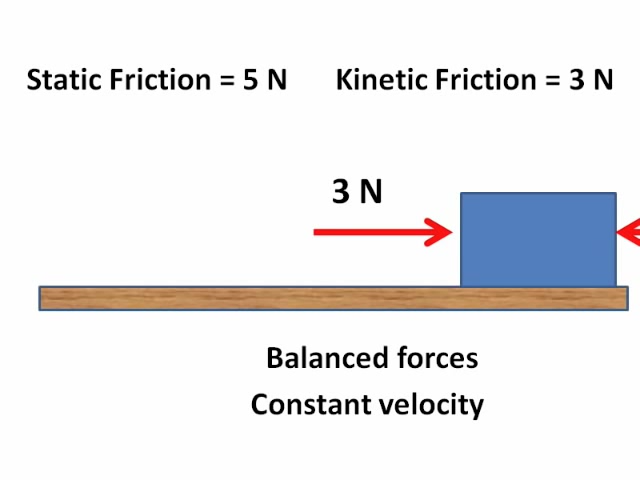 Static Friction = 5 N Kinetic Friction = 3 N
3 N
Balanced forces
Constant velocity